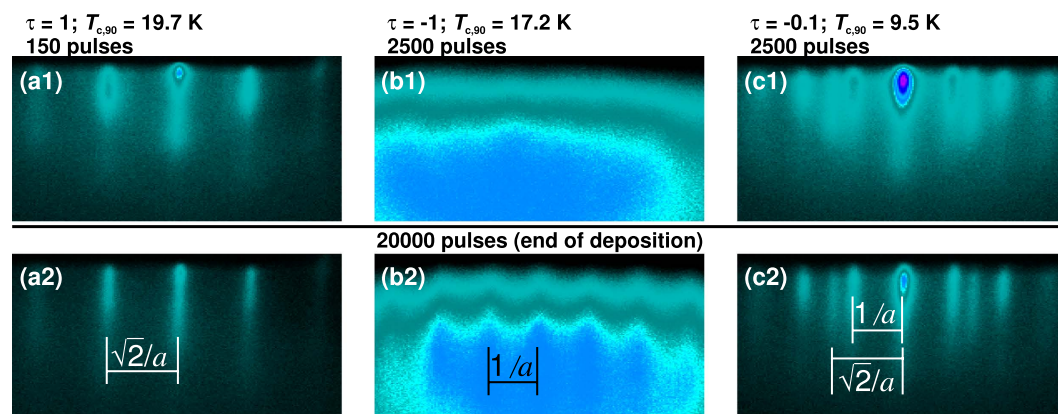 τ = 1; Tc,90 = 19.7 K
150 pulses
τ = -1; Tc,90 = 17.2 K
2500 pulses
τ = -0.1; Tc,90 = 9.5 K
2500 pulses
(a1)
(b1)
(c1)
20000 pulses (end of deposition)
(a2)
(b2)
(c2)
√2/a
1/a
1/a
√2/a